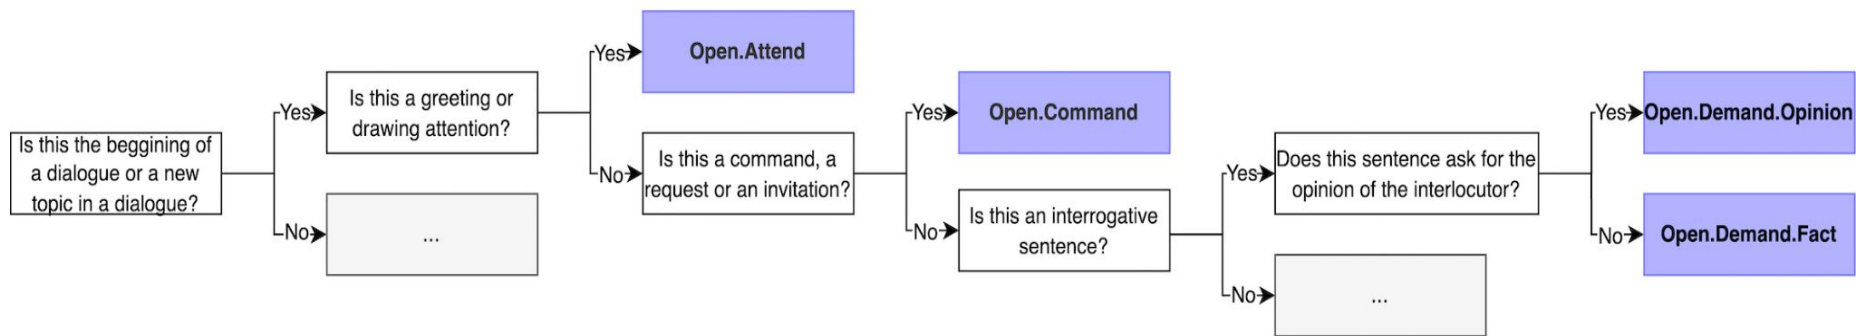 Is this the beggining of
a dialogue or a new
topic in a dialogue?
Yes
No
Is this a greeting or
drawing attention?
...
Yes
No
Open.Attend
Is this a command, a
request or an invitation?
Yes
No
Open.Command
Is this an interrogative
sentence?
Yes
No
Does this sentence ask for the
opinion of the interlocutor?
...
Yes
No
Open.Demand.Opinion
Open.Demand.Fact